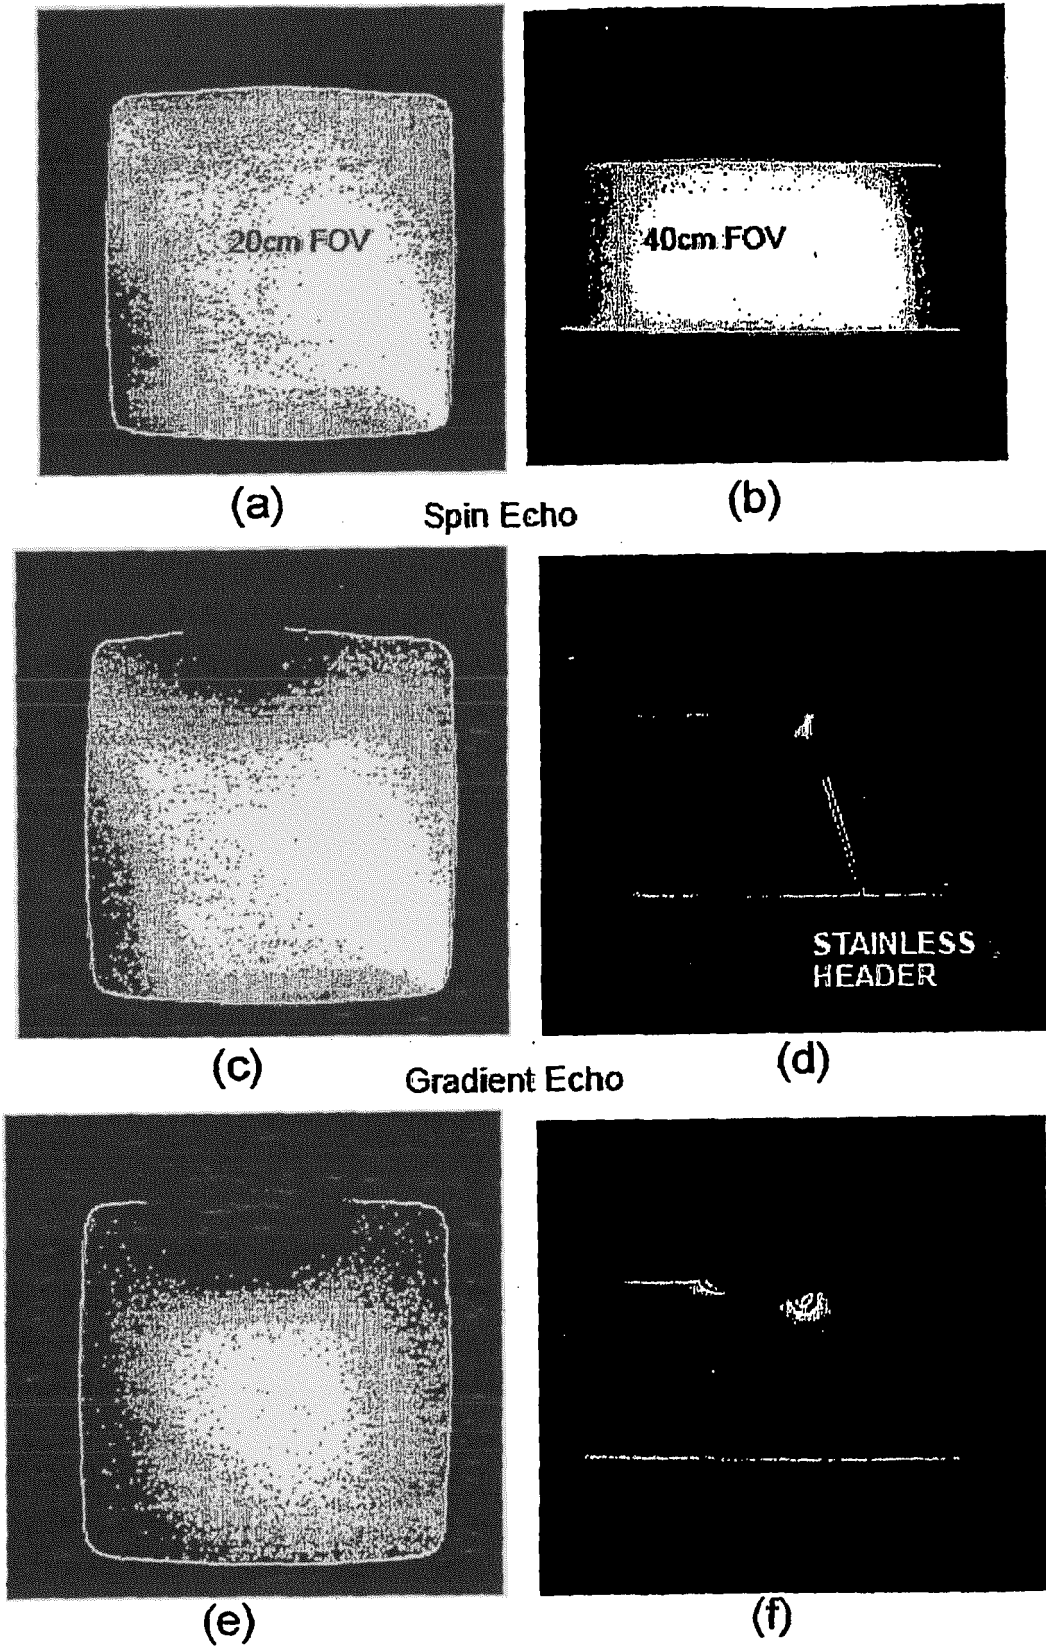 20cm FOV
40cm FOV
(a)
(b)
Spin Echo
STAINLESS
HEADER
(c)
(d)
Gradient Echo
(e)
(f)